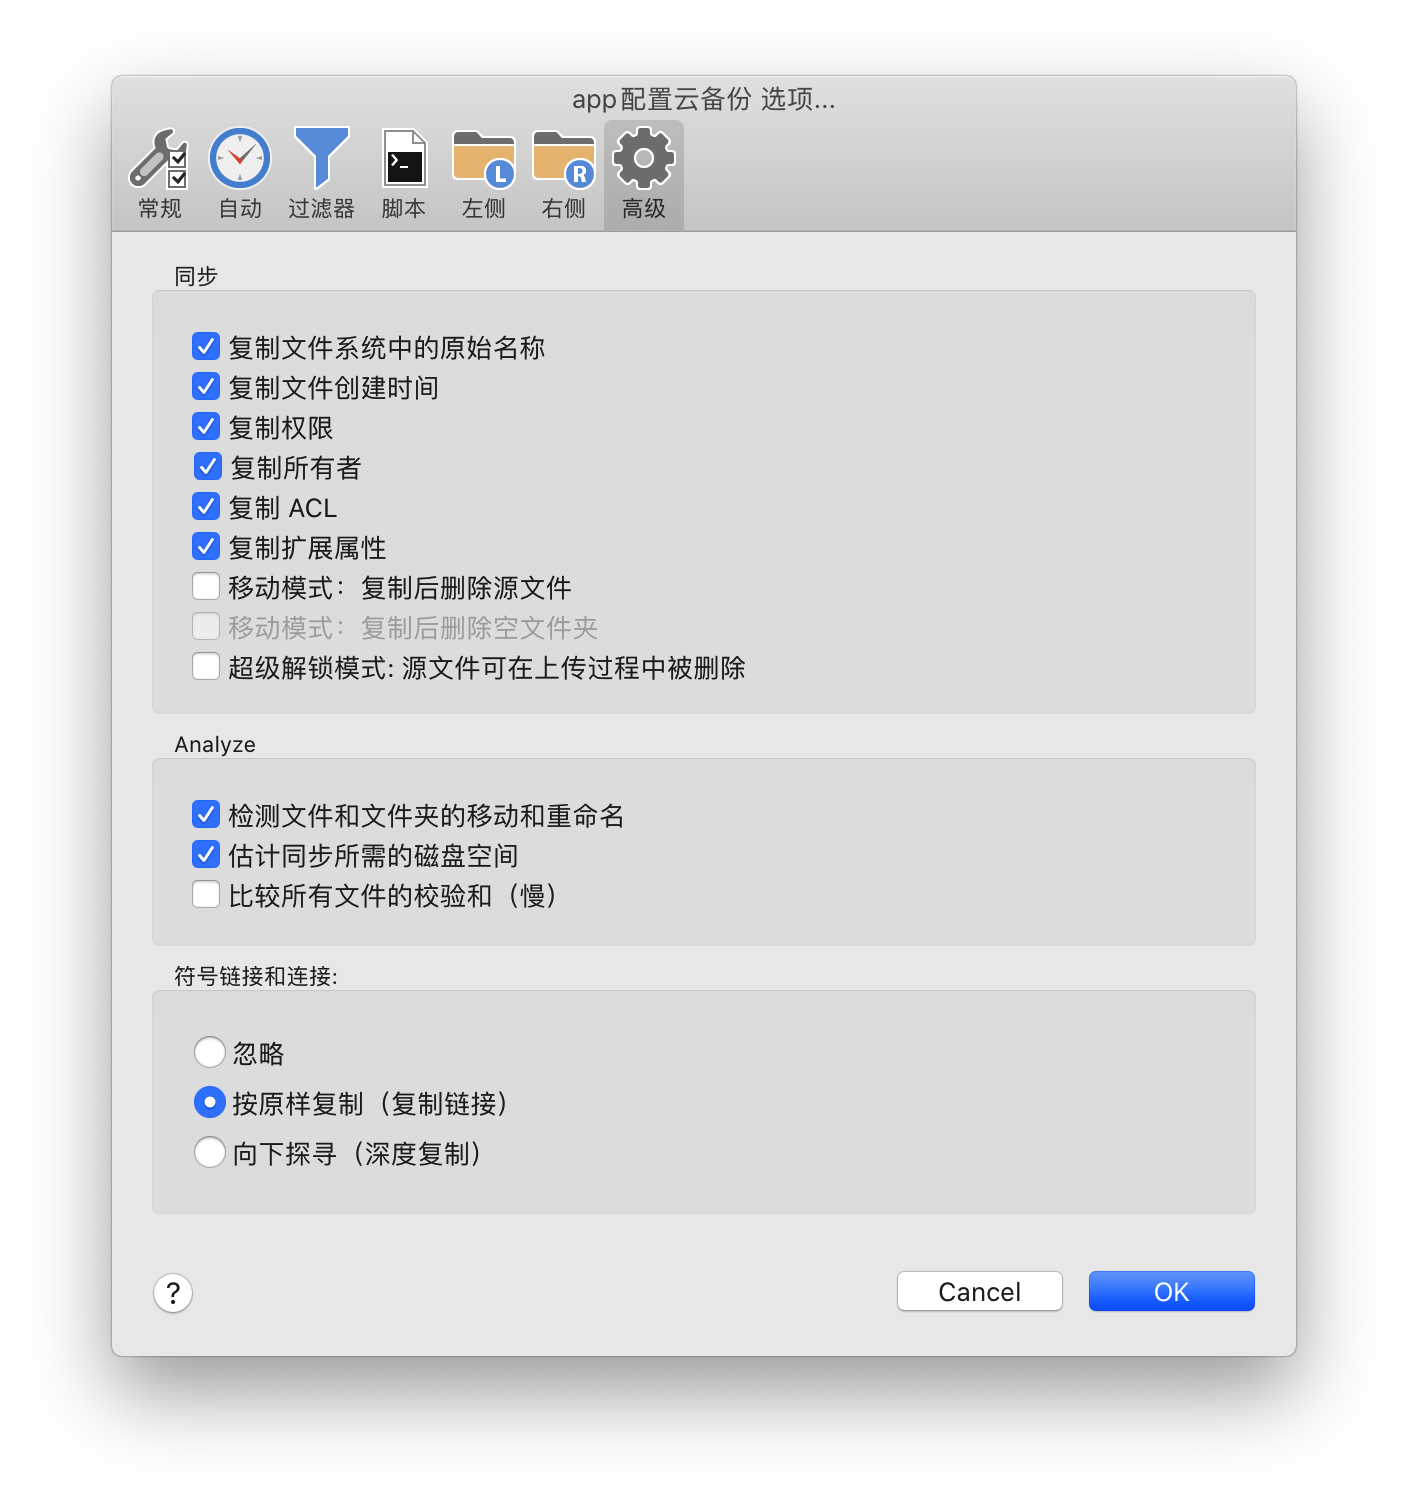 app配置云备份 选项...
常规 自动 过滤器 脚本 左侧 右侧 高级
同步
复制文件系统中的原始名称
复制文件创建时间
复制权限
复制所有者
复制 ACL
复制扩展属性
移动模式：复制后删除源文件
移动模式：复制后删除空文件夹
超级解锁模式: 源文件可在上传过程中被删除
Analyze
检测文件和文件夹的移动和重命名
估计同步所需的磁盘空间
比较所有文件的校验和（慢）
符号链接和连接:
忽略
按原样复制（复制链接）
向下探寻（深度复制）
? Cancel OK